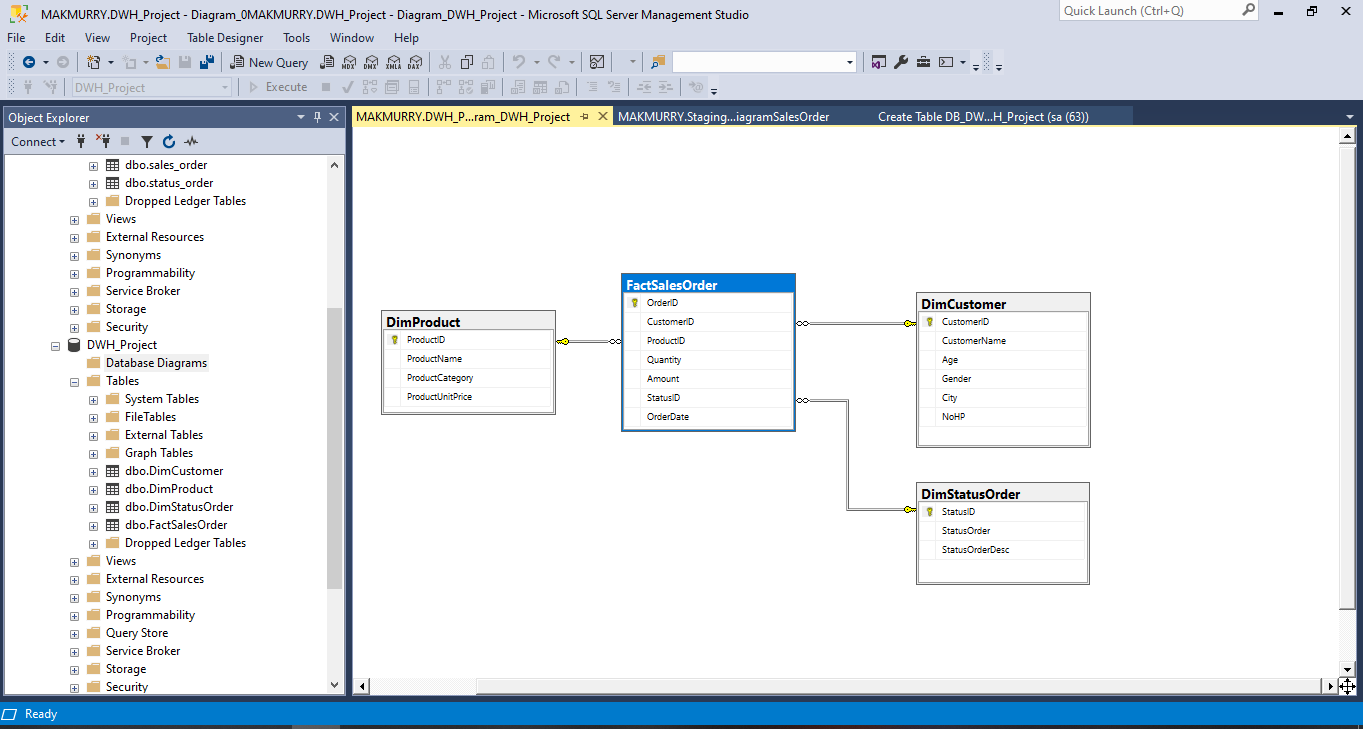 MAKMURRY.DWH_Project - Diagram_0MAKMURRY.DWH_Project - Diagram_DWH_Project - Microsoft SQL Server Management Studio
Quick Launch (Ctrl+Q)
File Edit View Project Table Designer Tools Window Help
New Query MDX DMX XMLA DAX
DWH_Project Execute
Object Explorer
Connect
dbo.sales_order
dbo.status_order
Dropped Ledger Tables
Views
External Resources
Synonyms
Programmability
Service Broker
Storage
Security
DWH_Project
Database Diagrams
Tables
System Tables
FileTables
External Tables
Graph Tables
dbo.DimCustomer
dbo.DimProduct
dbo.DimStatusOrder
dbo.FactSalesOrder
Dropped Ledger Tables
Views
External Resources
Synonyms
Programmability
Query Store
Service Broker
Storage
Security
MAKMURRY.DWH_P...ram_DWH_Project
MAKMURRY.Staging...iagramSalesOrder
Create Table DB_DW...H_Project (sa (63))
DimProduct
ProductID
ProductName
ProductCategory
ProductUnitPrice
FactSalesOrder
OrderID
CustomerID
ProductID
Quantity
Amount
StatusID
OrderDate
DimCustomer
CustomerID
CustomerName
Age
Gender
City
NoHP
DimStatusOrder
StatusID
StatusOrder
StatusOrderDesc
Ready